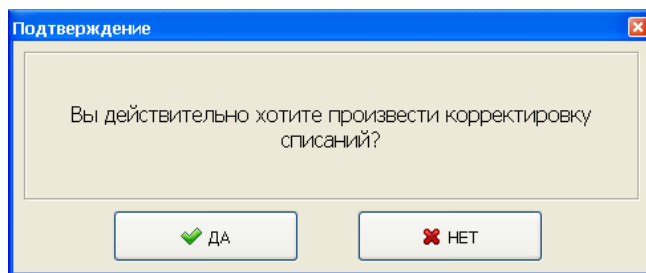 Подтверждение
Вы действительно хотите произвести корректировку
списаний?
ДА
НЕТ